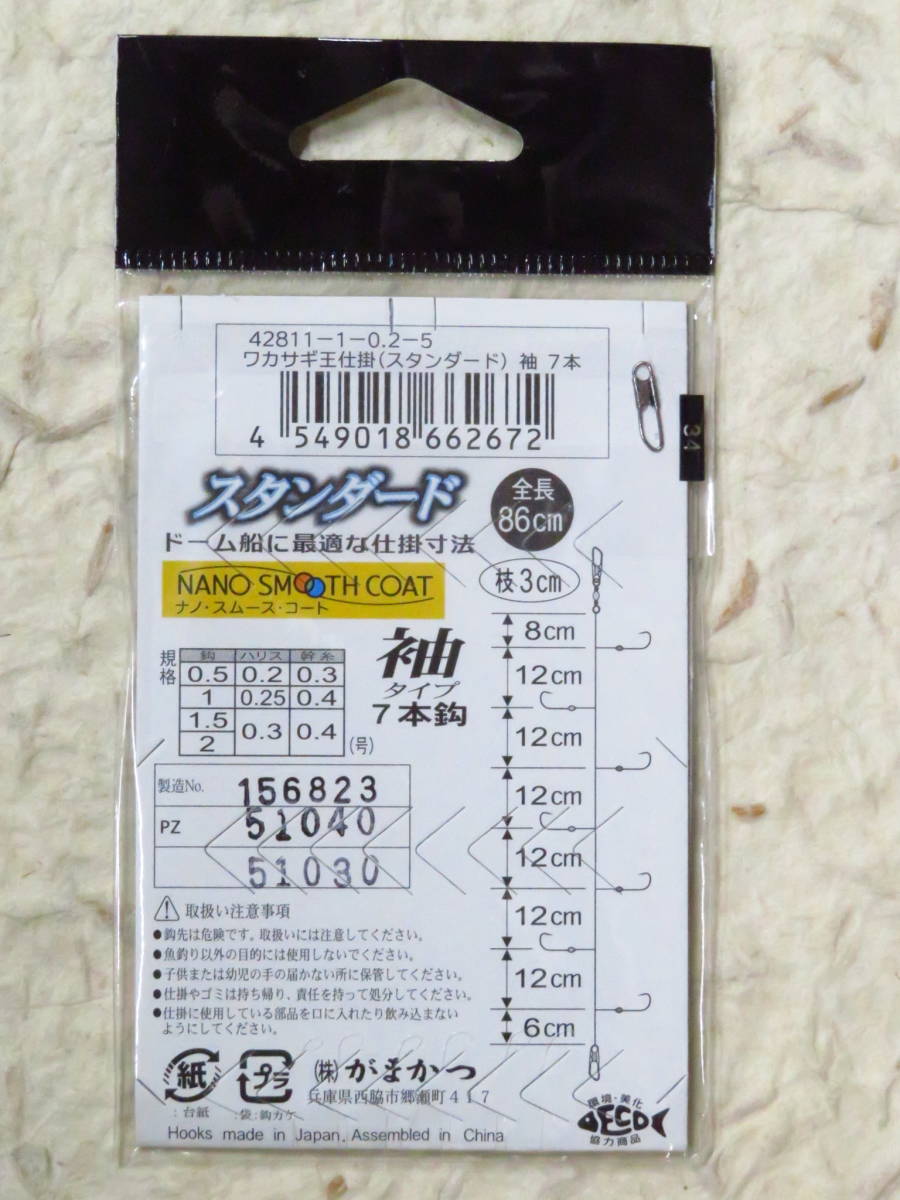 42811-1-0.2-5
ワカサギ王仕掛(スタンダード) 袖 7本
4 549018 662672
34
スタンダード
全長
86cm
ドーム船に最適な仕掛寸法
NANO SMOOTH COAT
ナノ・スムース・コート
枝3cm
袖
タイプ
7本鈎
規格
鈎 ハリス 幹糸
0.5 0.2 0.3
1 0.25 0.4
1.5 0.3 0.4
2
(号)
8cm
12cm
12cm
12cm
12cm
12cm
12cm
6cm
製造No. 156823
PZ 51040
51030
取扱い注意事項
●鈎先は危険です。取扱いには注意してください。
●魚釣り以外の目的には使用しないでください。
●子供または幼児の手の届かない所に保管してください。
●仕掛やゴミは持ち帰り、責任を持って処分してください。
●仕掛に使用している部品を口に入れたり飲み込まない
ようにしてください。
紙
:台紙
プラ
:袋:鈎カケ
(株)がまかつ
兵庫県西脇市郷瀬町417
Hooks made in Japan, Assembled in China
環境・美化
ECO
協力商品